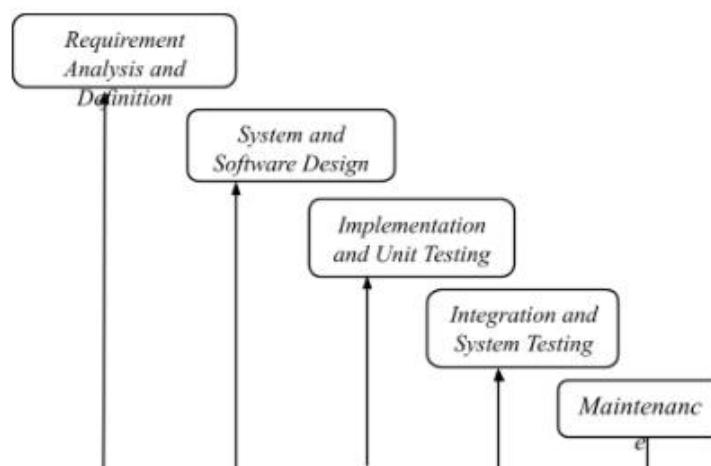 Requirement
Analysis and
Definition
System and
Software Design
Implementation
and Unit Testing
Integration and
System Testing
Maintenanc
e